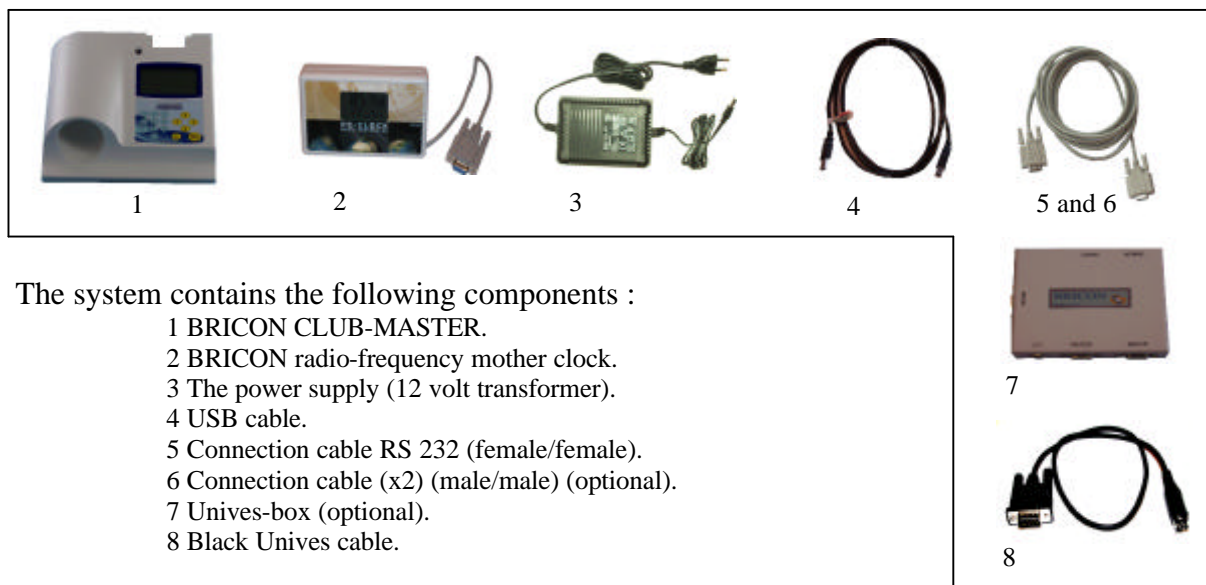 1
2
3
4
5 and 6
The system contains the following components :
1 BRICON CLUB-MASTER.
2 BRICON radio-frequency mother clock.
3 The power supply (12 volt transformer).
4 USB cable.
5 Connection cable RS 232 (female/female).
6 Connection cable (x2) (male/male) (optional).
7 Unives-box (optional).
8 Black Unives cable.
BRICON
7
8